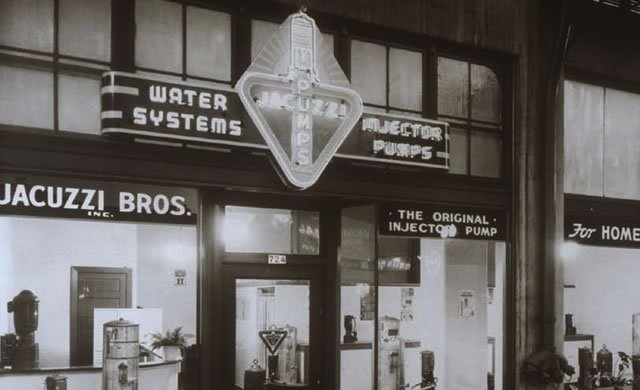 WATER
SYSTEMS
JACUZZI
PUMPS
INJECTOR
PUMPS
JACUZZI BROS.
INC.
724
THE ORIGINAL
INJECTOR PUMP
For HOME